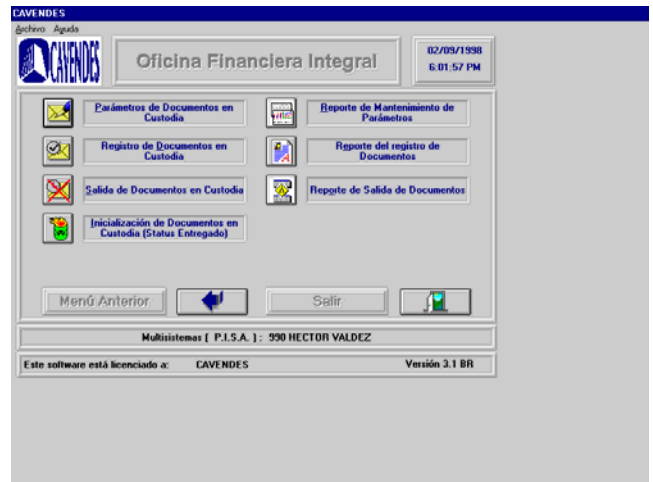 CAVENDES
Archivo Ayuda
CAVENDES
Oficina Financiera Integral
02/09/1998
6:01:57 PM
Parámetros de Documentos en
Custodia
Reporte de Mantenimiento de
Parámetros
Registro de Documentos en
Custodia
Reporte del registro de
Documentos
Salida de Documentos en Custodia
Reporte de Salida de Documentos
Inicialización de Documentos en
Custodia (Status Entregado)
Menú Anterior
Salir
Multisistemas [ P.I.S.A. ] : 990 HECTOR VALDEZ
Este software está licenciado a: CAVENDES Versión 3.1 BR